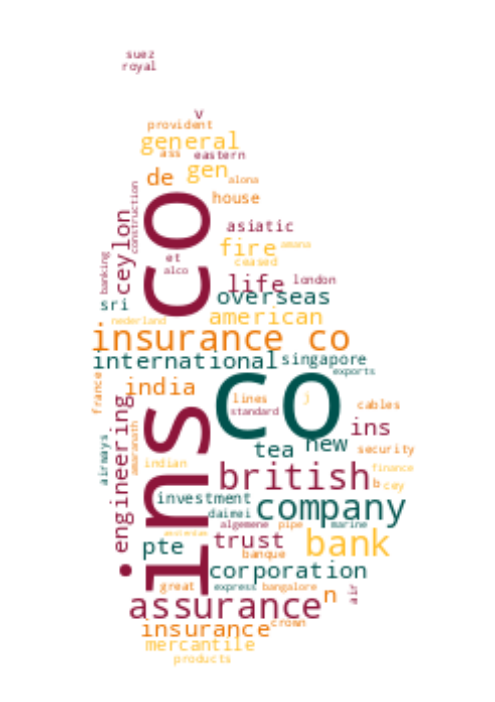 suez
royal
v
provident
general
ass
eastern
de
gen
alona
house
construction
ins co
ceylon
asiatic
fire
amana
et
ceased
alco
banking
life
london
sri
overseas
nederland
american
insurance co
international
singapore
exports
co
france
india
lines
j
cables
standard
engineering
ins
amaranath
tea
new
security
airways
indian
british
finance
b
cey
investment
company
daimei
algemene
pipe
marine
trust
bank
pte
banque
corporation
great
express
bangalore
air
n
assurance
crown
insurance
mercantile
products